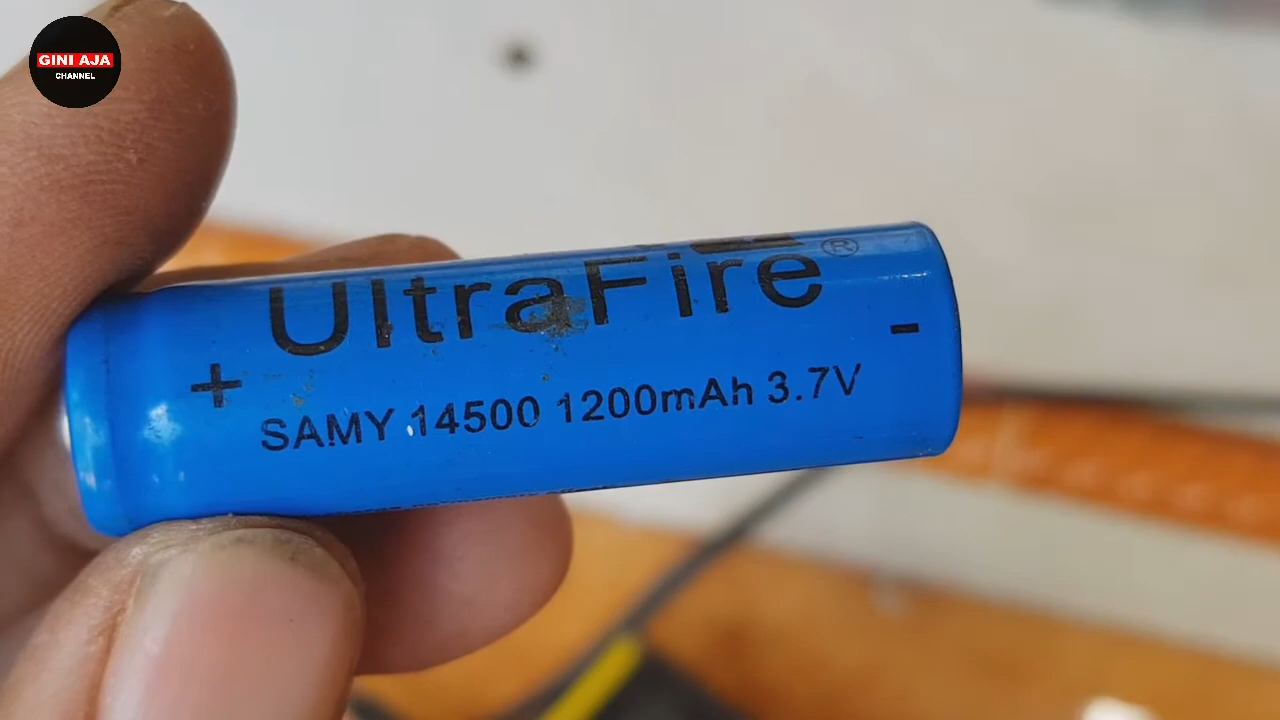 GINI AJA
CHANNEL
UltraFire®
+
-
SAMY 14500 1200mAh 3.7V